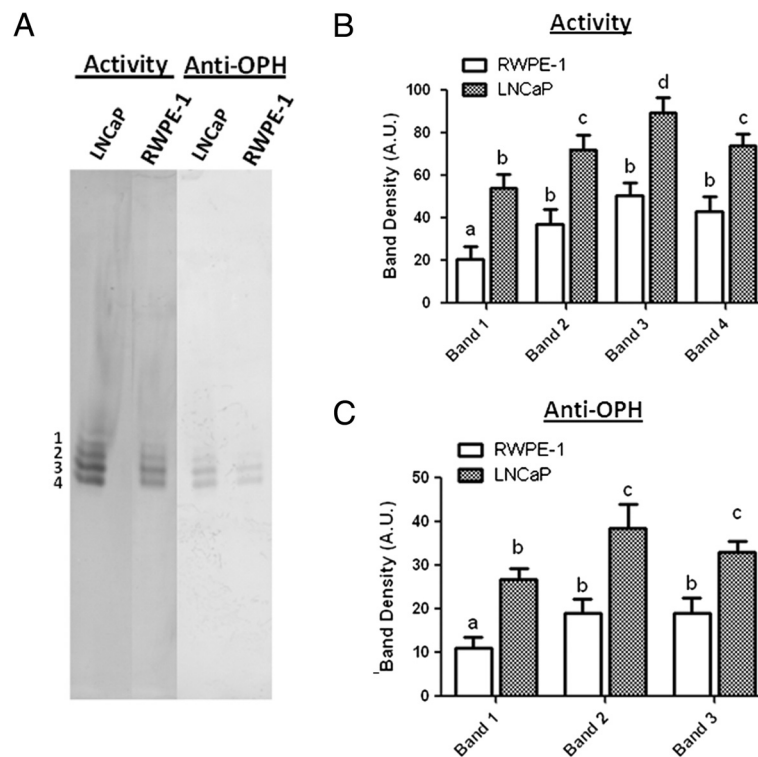 A
Activity Anti-OPH
LNCaP RWPE-1 LNCaP RWPE-1
1
2
3
4
B
Activity
RWPE-1
LNCaP
Band Density (A.U.)
100
80
60
40
20
0
a b b c b d b c
Band 1 Band 2 Band 3 Band 4
C
Anti-OPH
RWPE-1
LNCaP
Band Density (A.U.)
50
40
30
20
10
0
a b b c b c
Band 1 Band 2 Band 3